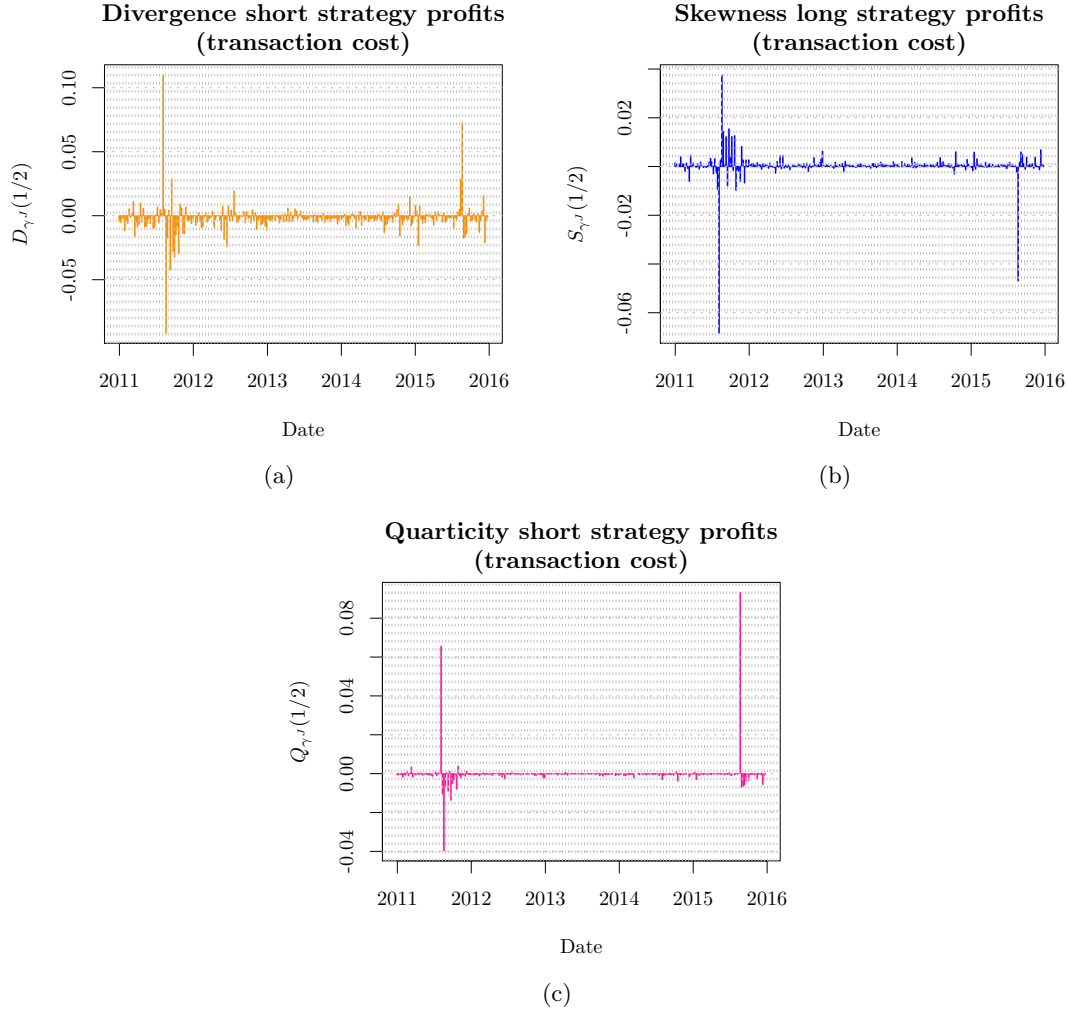 Divergence short strategy profits
(transaction cost)
D_γ^J (1/2)
0.10
0.05
0.00
-0.05
2011 2012 2013 2014 2015 2016
Date
(a)
Skewness long strategy profits
(transaction cost)
S_γ^J (1/2)
0.02
-0.02
-0.06
2011 2012 2013 2014 2015 2016
Date
(b)
Quarticity short strategy profits
(transaction cost)
Q_γ^J (1/2)
0.08
0.04
0.00
-0.04
2011 2012 2013 2014 2015 2016
Date
(c)